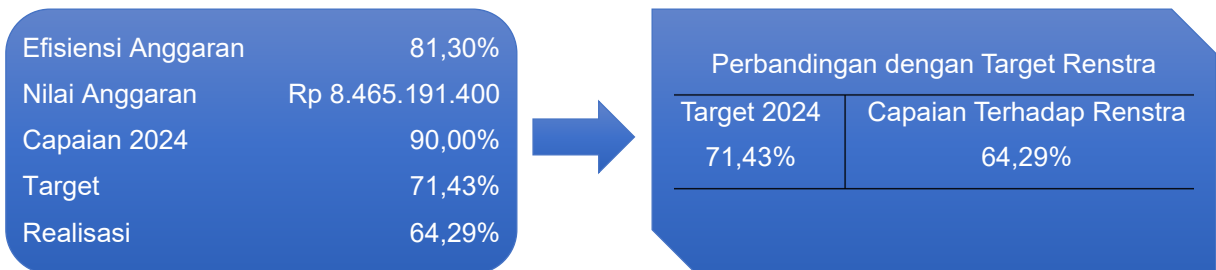 Efisiensi Anggaran 81,30%
Nilai Anggaran Rp 8.465.191.400
Capaian 2024 90,00%
Target 71,43%
Realisasi 64,29%
Perbandingan dengan Target Renstra
Target 2024 Capaian Terhadap Renstra
71,43% 64,29%